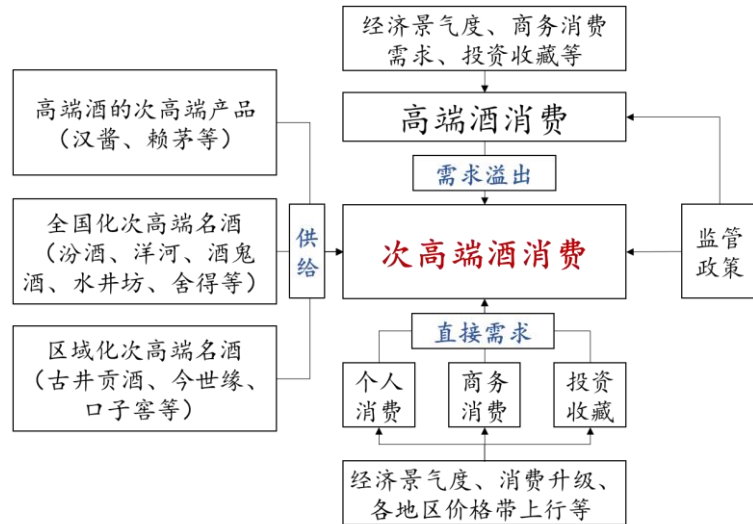 经济景气度、商务消费
需求、投资收藏等
高端酒的次高端产品
（汉酱、赖茅等）
高端酒消费
需求溢出
全国化次高端名酒
（汾酒、洋河、酒鬼
酒、水井坊、舍得等）
供
给
次高端酒消费
监管
政策
直接需求
区域化次高端名酒
（古井贡酒、今世缘、
口子窖等）
个人
消费
商务
消费
投资
收藏
经济景气度、消费升级、
各地区价格带上行等